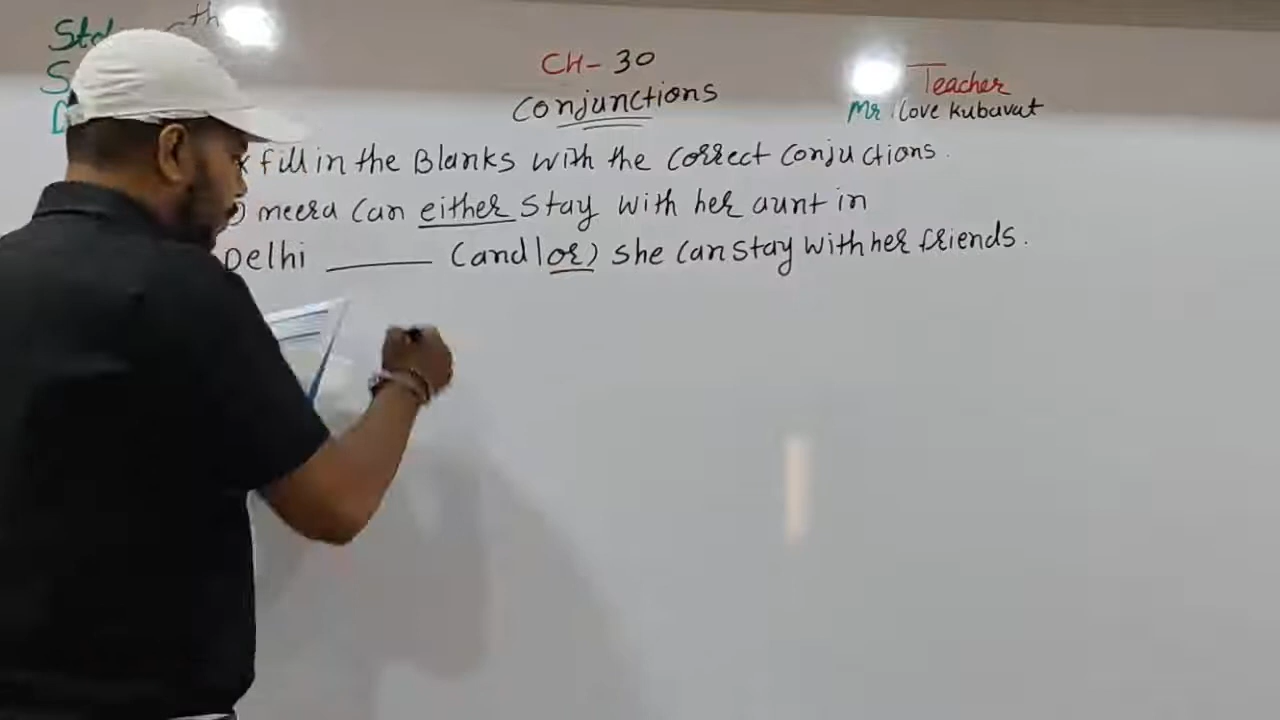 CH- 30
Conjunctions
Teacher
Mr : love kubavat
fill in the Blanks with the correct conjuctions.
meera can either stay with her aunt in
Delhi ______ (and/or) she can stay with her friends.